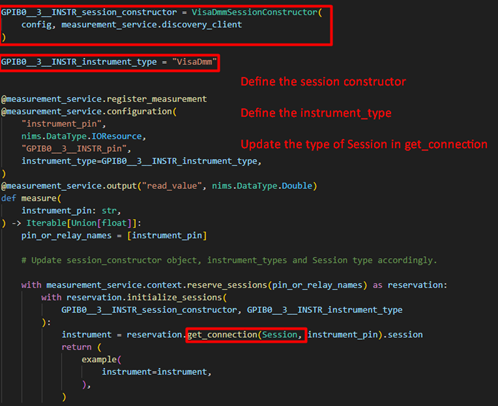 GPIB0__3__INSTR_session_constructor = VisaDmmSessionConstructor(
    config, measurement_service.discovery_client
)
GPIB0__3__INSTR_instrument_type = "VisaDmm"
Define the session constructor
@measurement_service.register_measurement
@measurement_service.configuration(
Define the instrument_type
    "instrument_pin",
    nims.DataType.IOResource,
    "GPIB0__3__INSTR_pin",
Update the type of Session in get_connection
    instrument_type=GPIB0__3__INSTR_instrument_type,
)
@measurement_service.output("read_value", nims.DataType.Double)
def measure(
    instrument_pin: str,
) -> Iterable[Union[float]]:
    pin_or_relay_names = [instrument_pin]
    # Update session_constructor object, instrument_types and Session type accordingly.
    with measurement_service.context.reserve_sessions(pin_or_relay_names) as reservation:
        with reservation.initialize_sessions(
            GPIB0__3__INSTR_session_constructor, GPIB0__3__INSTR_instrument_type
        ):
            instrument = reservation.get_connection(Session, instrument_pin).session
            return (
                example(
                    instrument=instrument,
                ),
            )